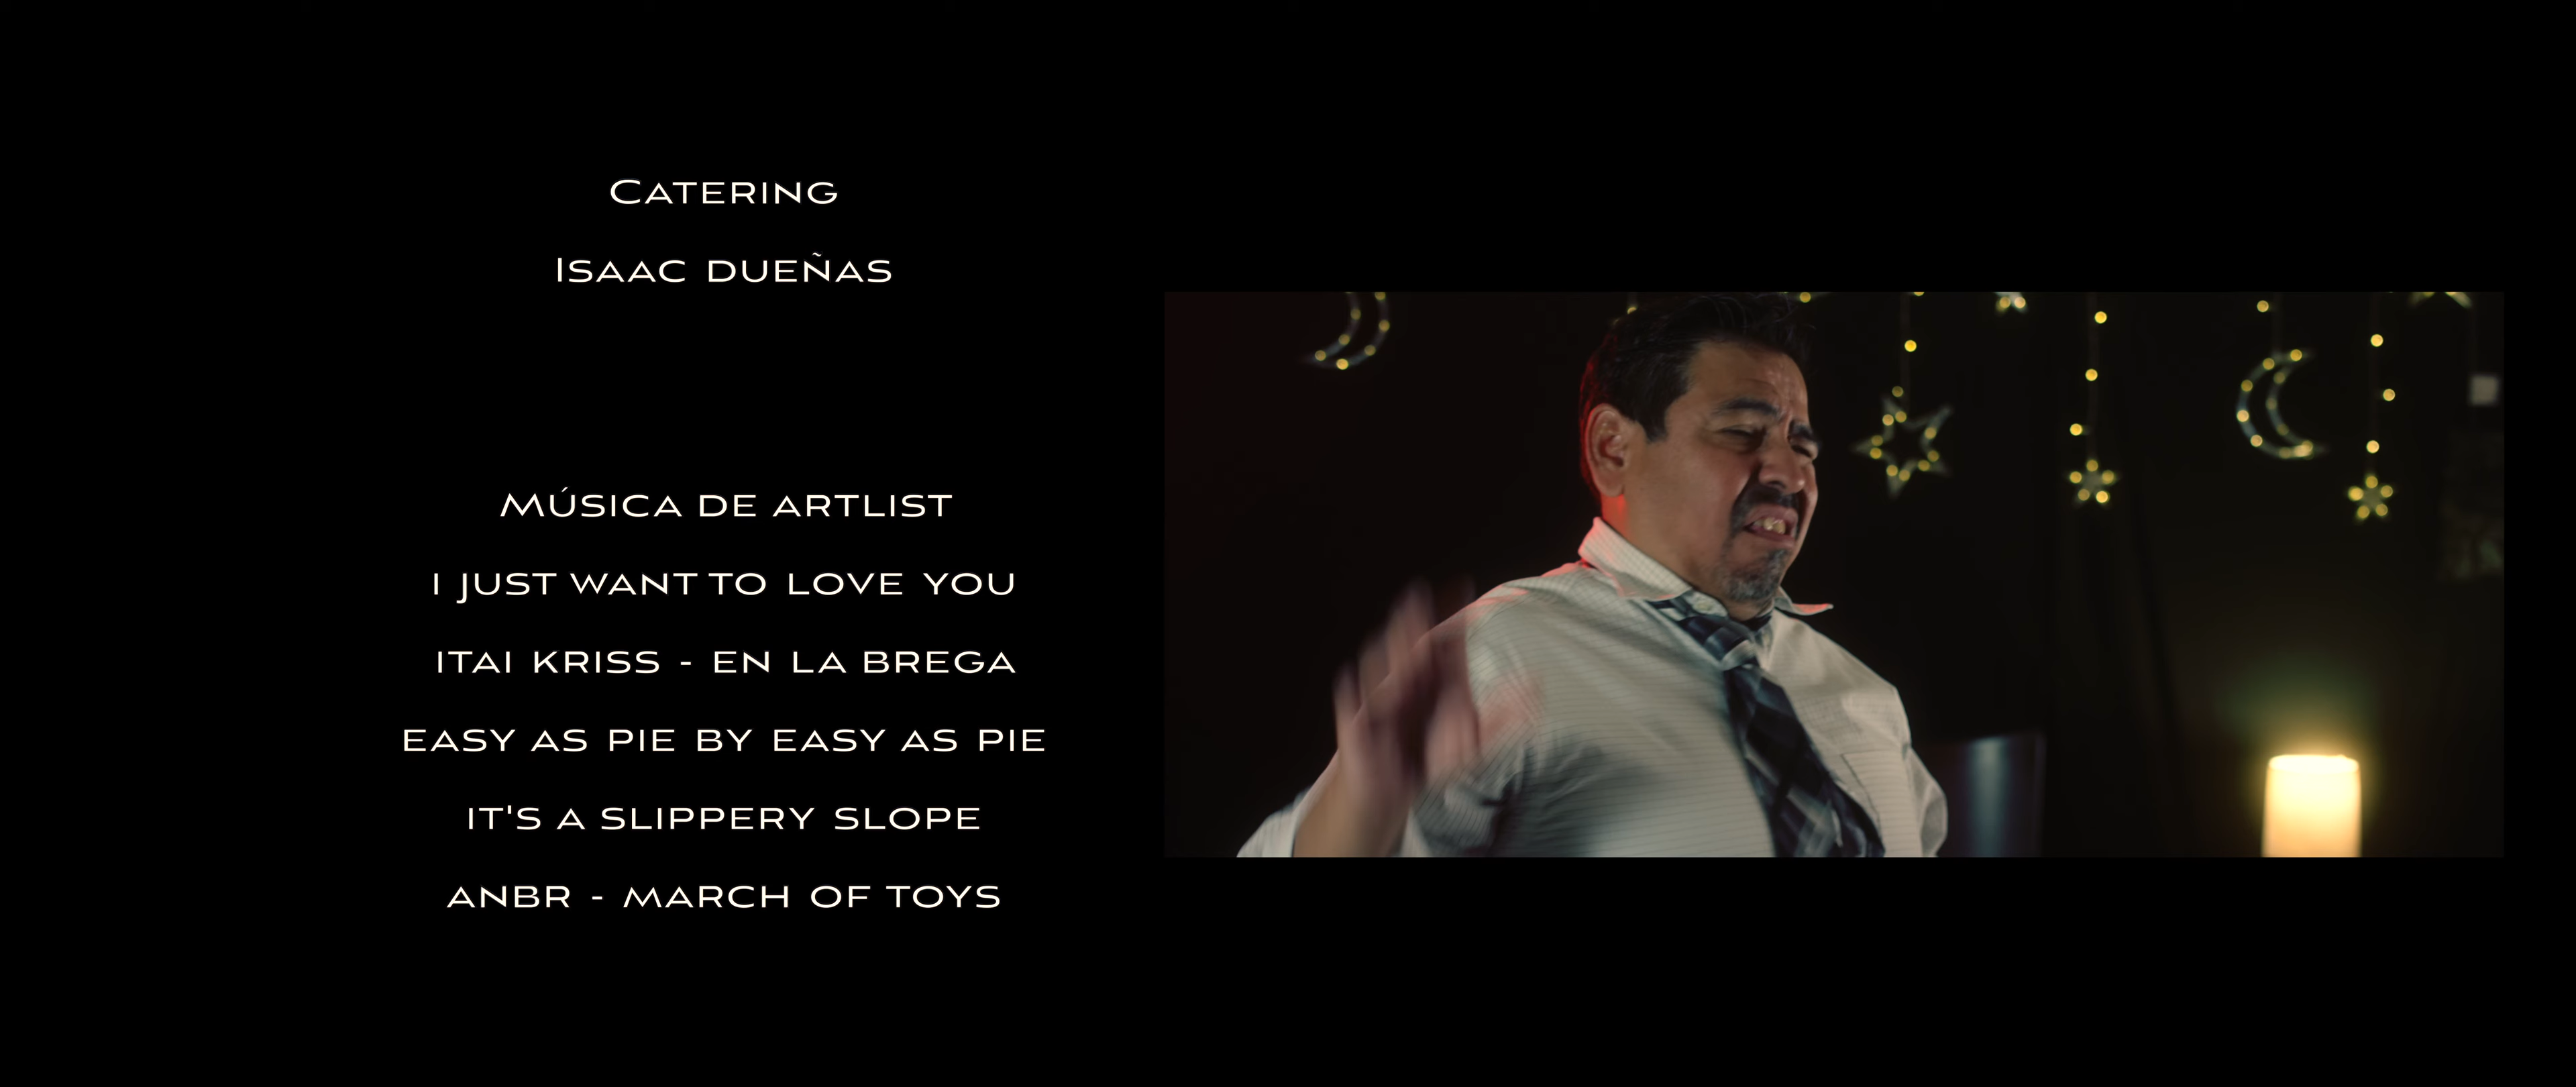 Catering
Isaac dueñas
Música de artlist
I just want to love you
Itai Kriss - En la brega
Easy as pie by easy as pie
It's a slippery slope
ANBR - March of toys